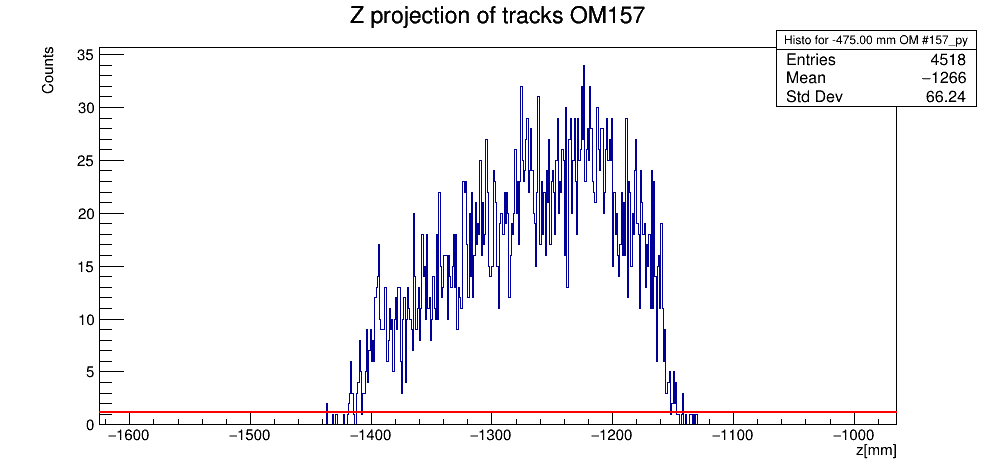 Z projection of tracks OM157
Histo for -475.00 mm OM #157_py
Entries 4518
Mean −1266
Std Dev 66.24
Counts
35
30
25
20
15
10
5
0
−1600 −1500 −1400 −1300 −1200 −1100 −1000
z[mm]